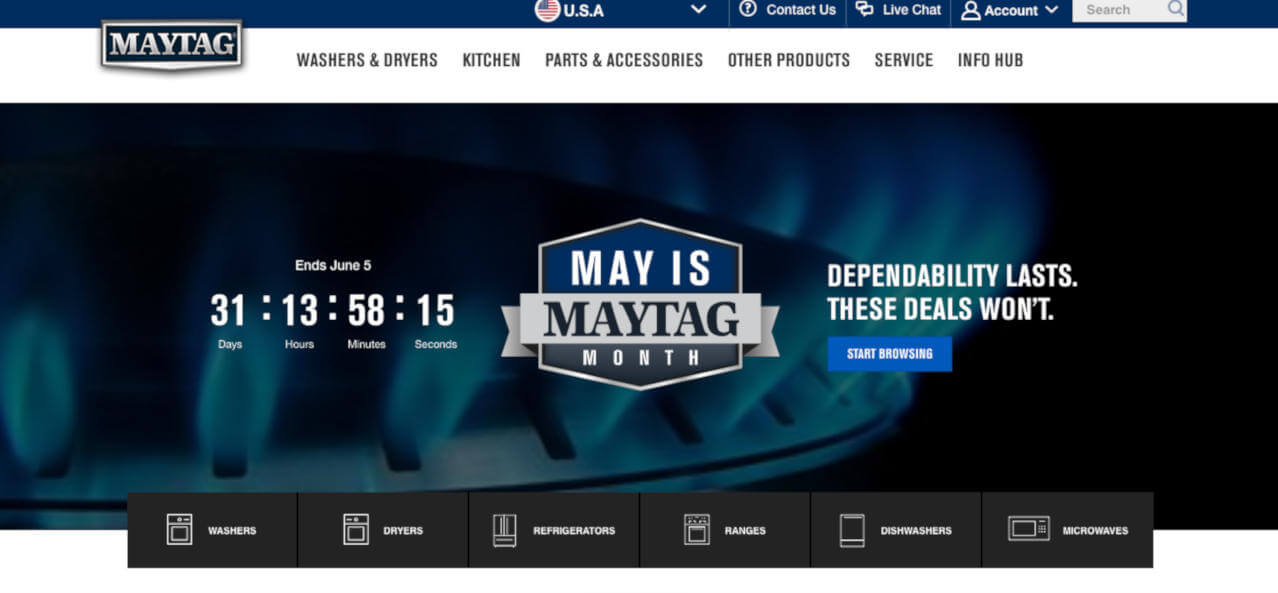 U.S.A
Contact Us
Live Chat
Account
Search
MAYTAG
WASHERS & DRYERS
KITCHEN
PARTS & ACCESSORIES
OTHER PRODUCTS
SERVICE
INFO HUB
Ends June 5
31 : 13 : 58 : 15
Days Hours Minutes Seconds
MAY IS
MAYTAG
MONTH
DEPENDABILITY LASTS.
THESE DEALS WON'T.
START BROWSING
WASHERS
DRYERS
REFRIGERATORS
RANGES
DISHWASHERS
MICROWAVES